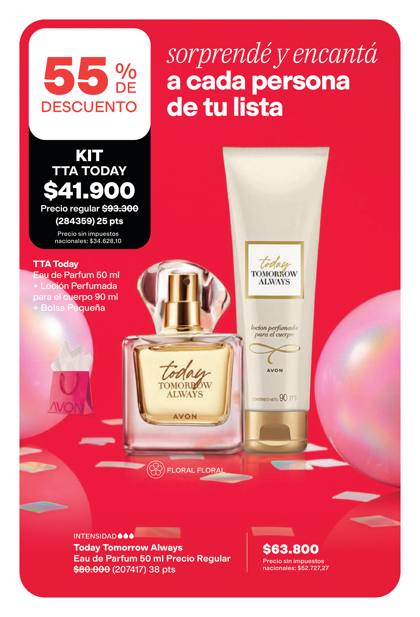 55 % DE
DESCUENTO
sorprendé y encantá
a cada persona
de tu lista
KIT
TTA TODAY
$41.900
Precio regular $93.300
(284359) 25 pts
Precio sin impuestos
nacionales: $34.628,10
TTA Today
Eau de Parfum 50 ml
+ Loción Perfumada
para el cuerpo 90 ml
+ Bolsa Pequeña
AVON
today
TOMORROW
ALWAYS
AVON
today
TOMORROW
ALWAYS
locion perfumada
para el cuerpo
AVON
CONTENIDO NETO 90 ml
FLORAL FLORAL
INTENSIDAD
Today Tomorrow Always
Eau de Parfum 50 ml Precio Regular
$80.000 (207417) 38 pts
$63.800
Precio sin impuestos
nacionales: $52.727,27